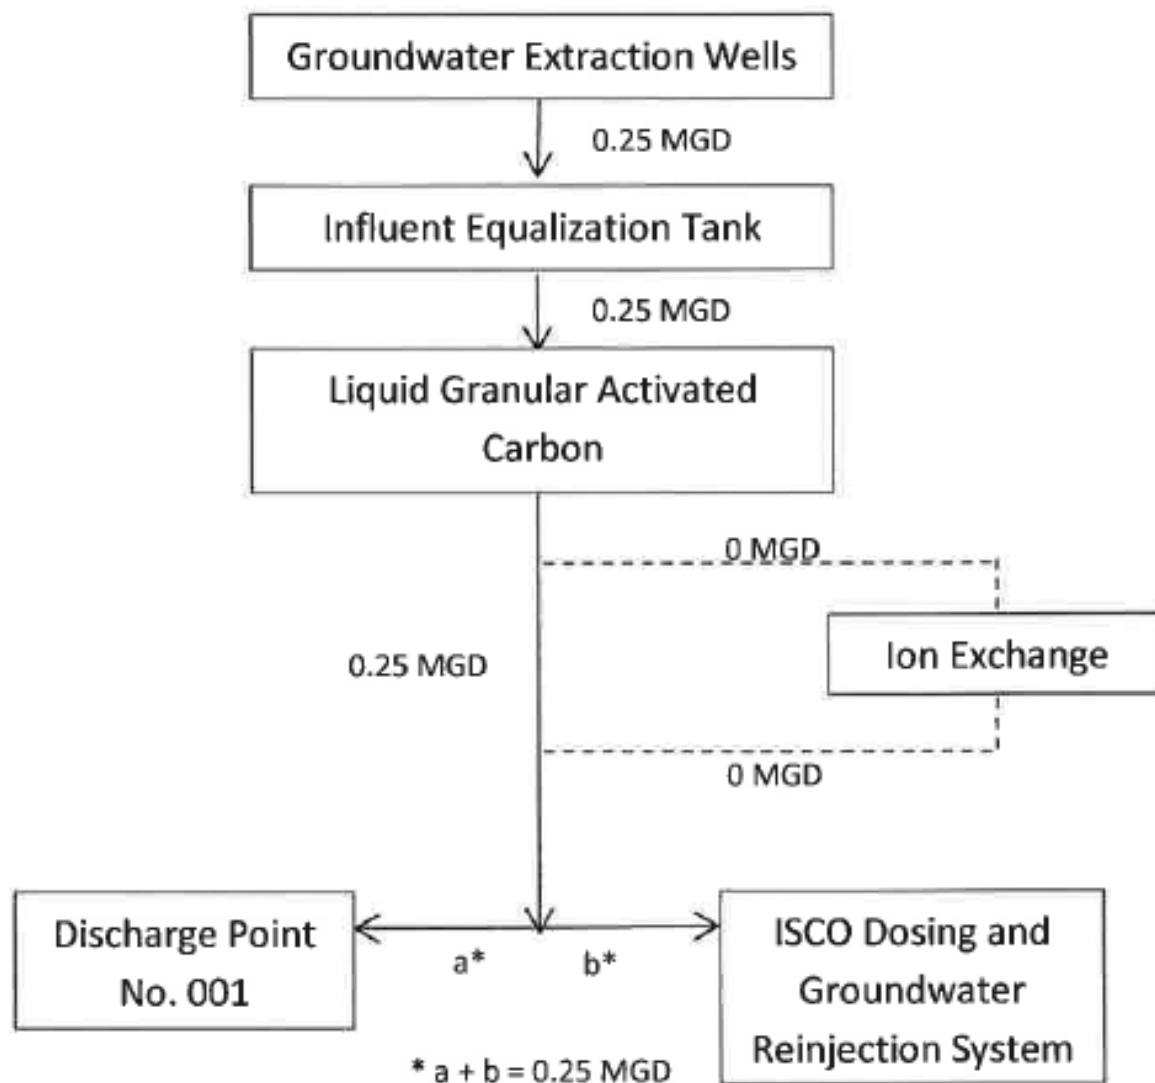 Groundwater Extraction Wells
0.25 MGD
Influent Equalization Tank
0.25 MGD
Liquid Granular Activated
Carbon
0 MGD
0.25 MGD
Ion Exchange
0 MGD
Discharge Point
No. 001
a*
b*
ISCO Dosing and
Groundwater
Reinjection System
* a + b = 0.25 MGD